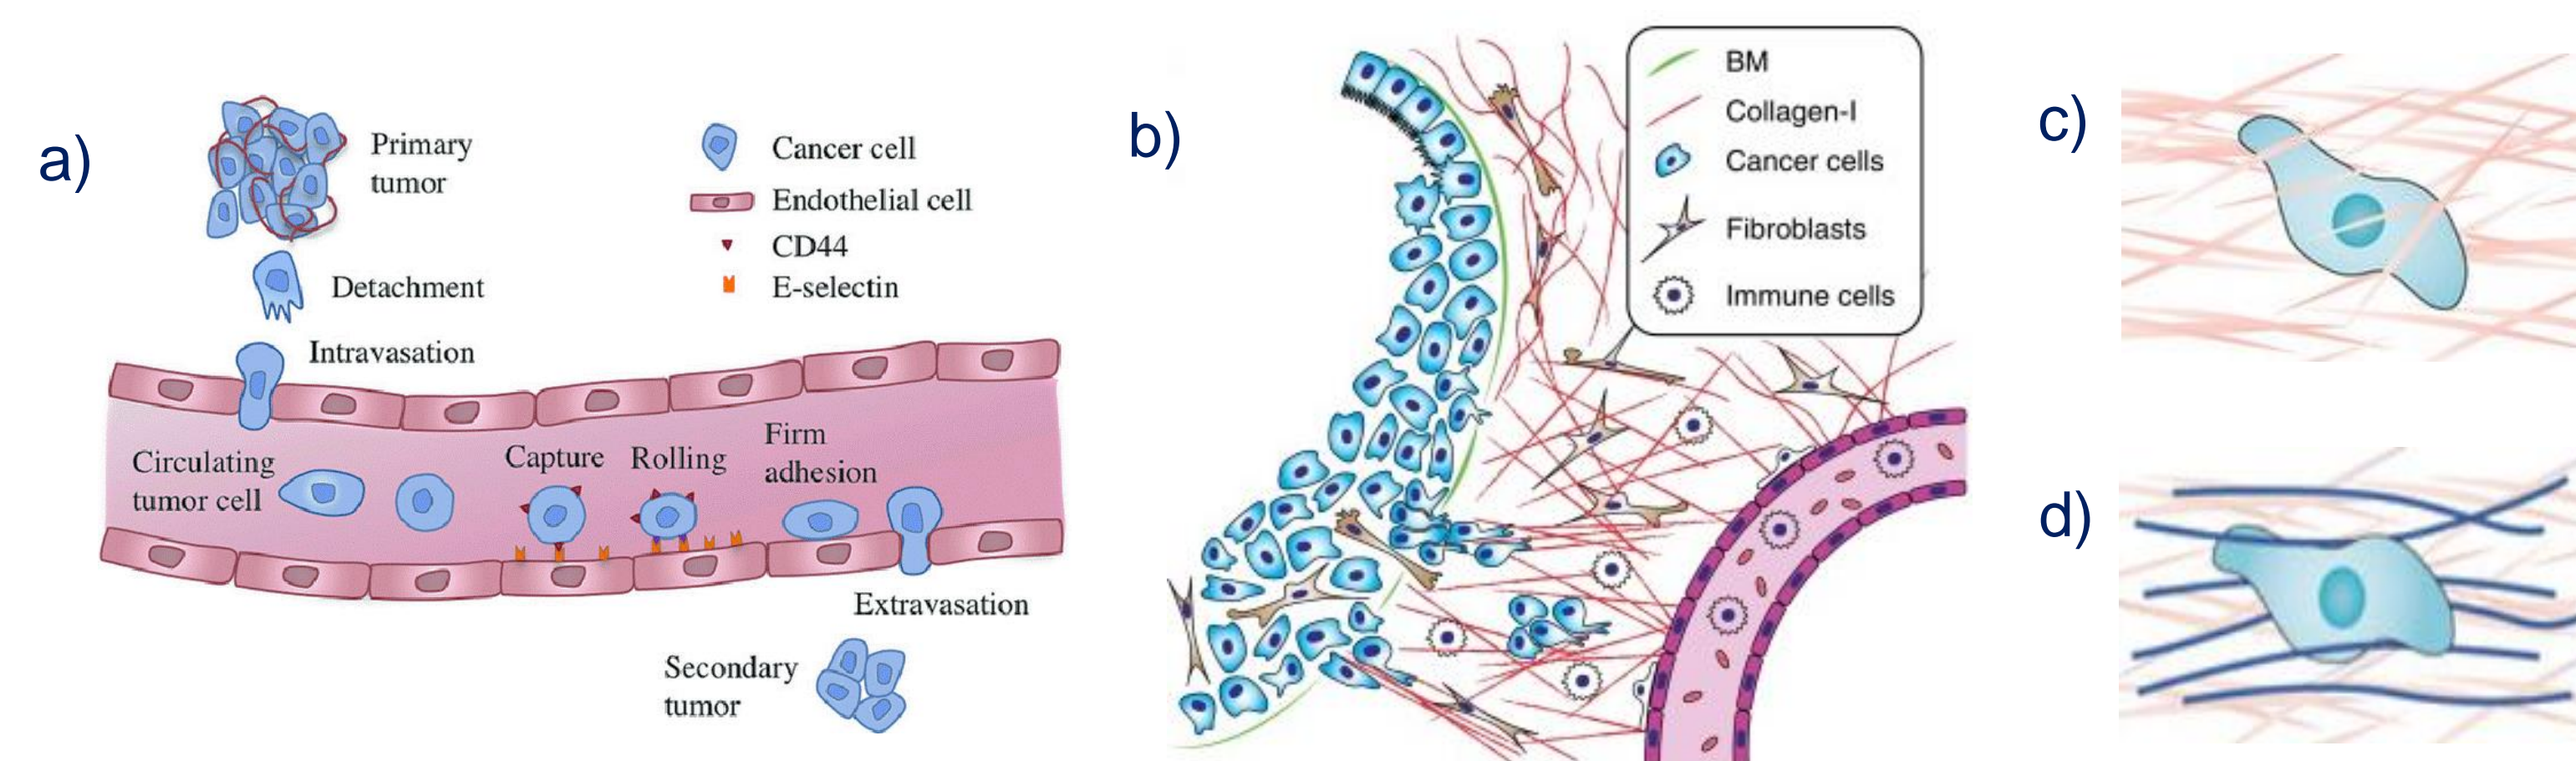 a)
Primary
tumor
Detachment
Intravasation
Cancer cell
Endothelial cell
CD44
E-selectin
Circulating
tumor cell
Capture
Rolling
Firm
adhesion
Extravasation
Secondary
tumor
b)
BM
Collagen-I
Cancer cells
Fibroblasts
Immune cells
c)
d)